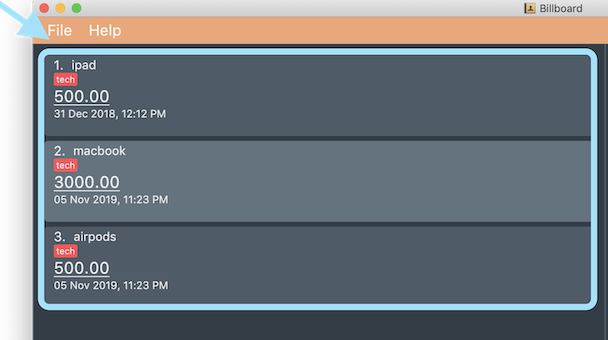 Billboard
File Help
1. ipad
tech
500.00
31 Dec 2018, 12:12 PM
2. macbook
tech
3000.00
05 Nov 2019, 11:23 PM
3. airpods
tech
500.00
05 Nov 2019, 11:23 PM